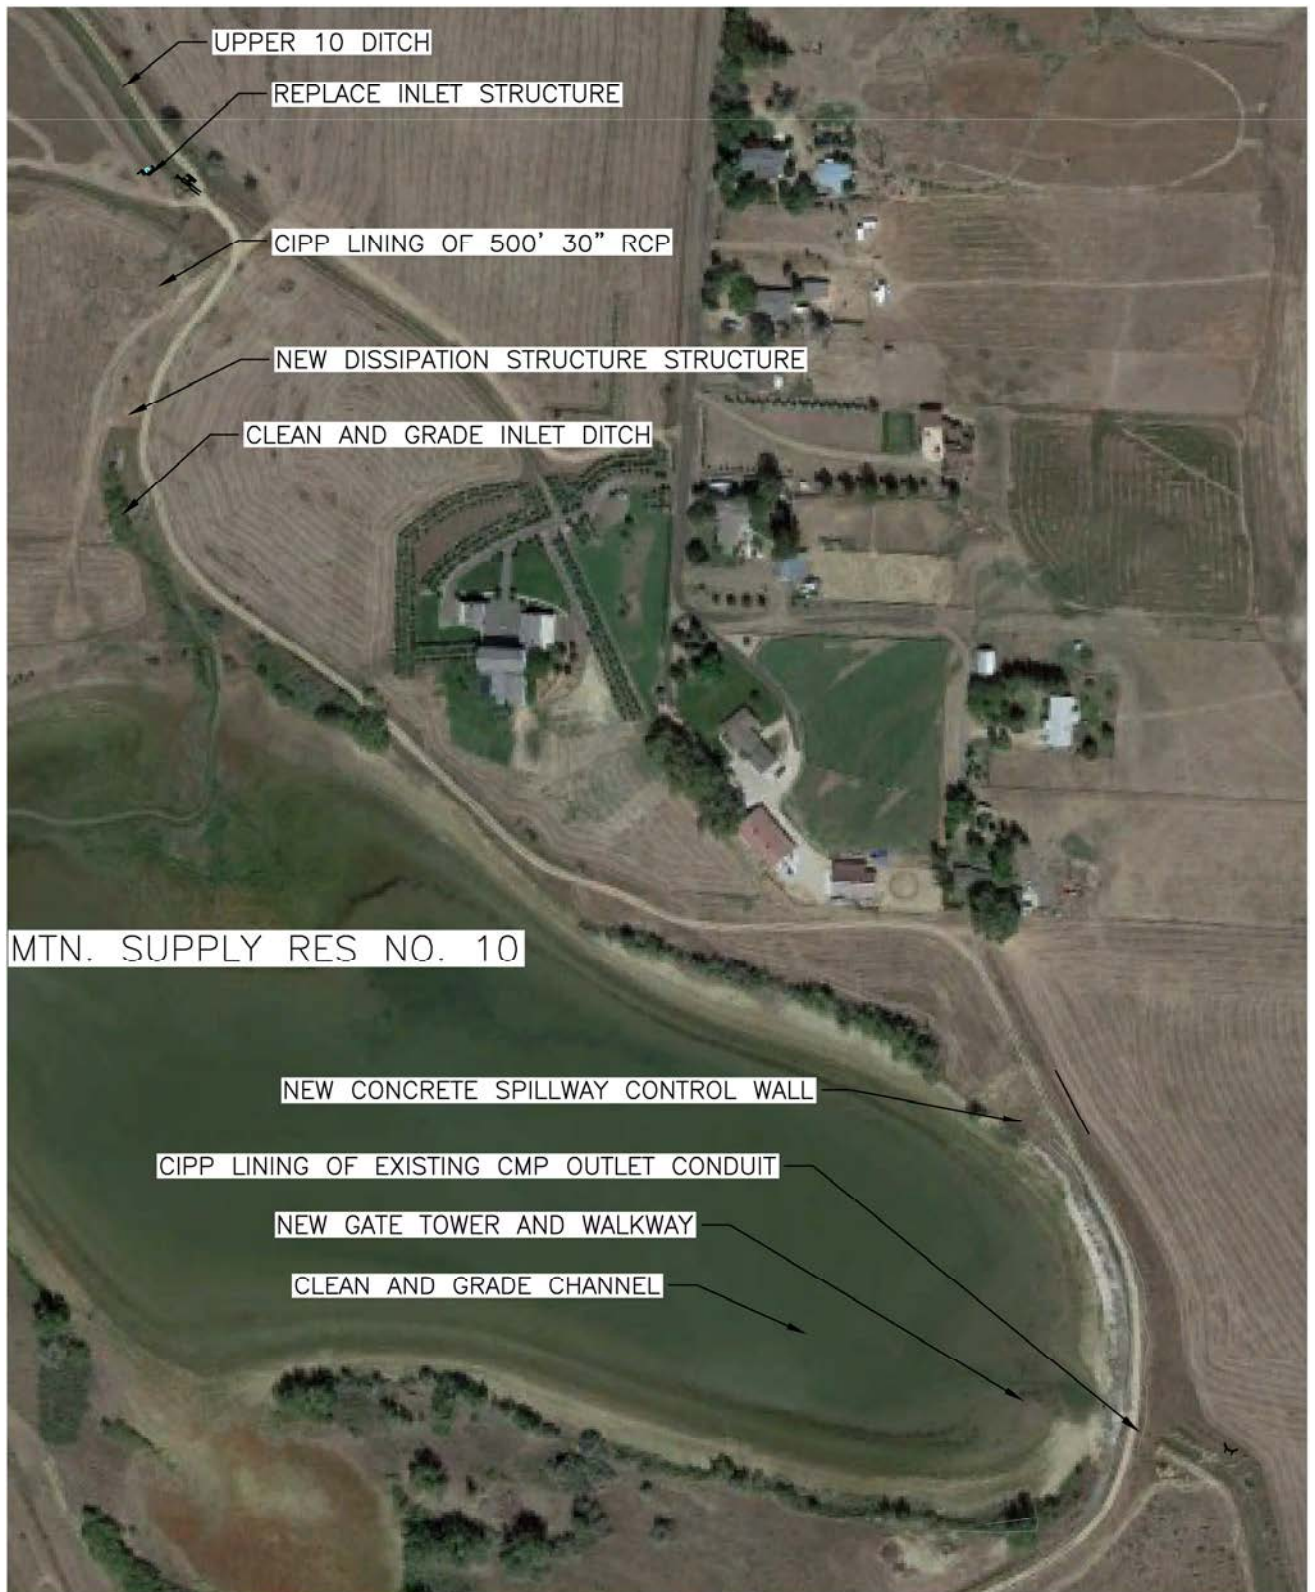 UPPER 10 DITCH
REPLACE INLET STRUCTURE
CIPP LINING OF 500' 30" RCP
NEW DISSIPATION STRUCTURE STRUCTURE
CLEAN AND GRADE INLET DITCH
MTN. SUPPLY RES NO. 10
NEW CONCRETE SPILLWAY CONTROL WALL
CIPP LINING OF EXISTING CMP OUTLET CONDUIT
NEW GATE TOWER AND WALKWAY
CLEAN AND GRADE CHANNEL